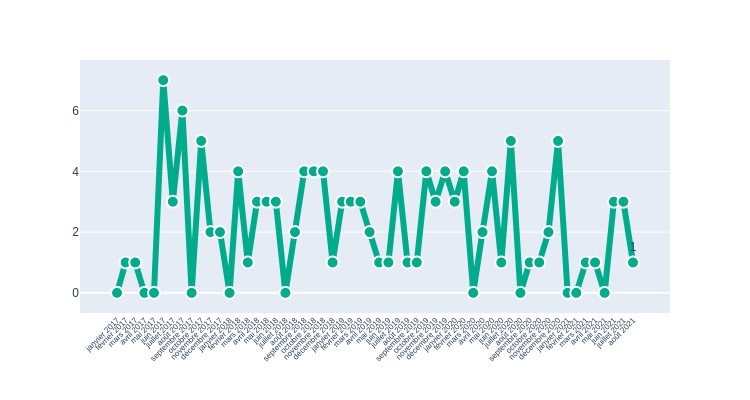 6
4
2
1
0
janvier 2017
février 2017
mars 2017
avril 2017
mai 2017
juin 2017
juillet 2017
août 2017
septembre 2017
octobre 2017
novembre 2017
décembre 2017
janvier 2018
février 2018
mars 2018
avril 2018
mai 2018
juin 2018
juillet 2018
août 2018
septembre 2018
octobre 2018
novembre 2018
décembre 2018
janvier 2019
février 2019
mars 2019
avril 2019
mai 2019
juin 2019
juillet 2019
août 2019
septembre 2019
octobre 2019
novembre 2019
décembre 2019
janvier 2020
février 2020
mars 2020
avril 2020
mai 2020
juin 2020
juillet 2020
août 2020
septembre 2020
octobre 2020
novembre 2020
décembre 2020
janvier 2021
février 2021
mars 2021
avril 2021
mai 2021
juin 2021
juillet 2021
août 2021